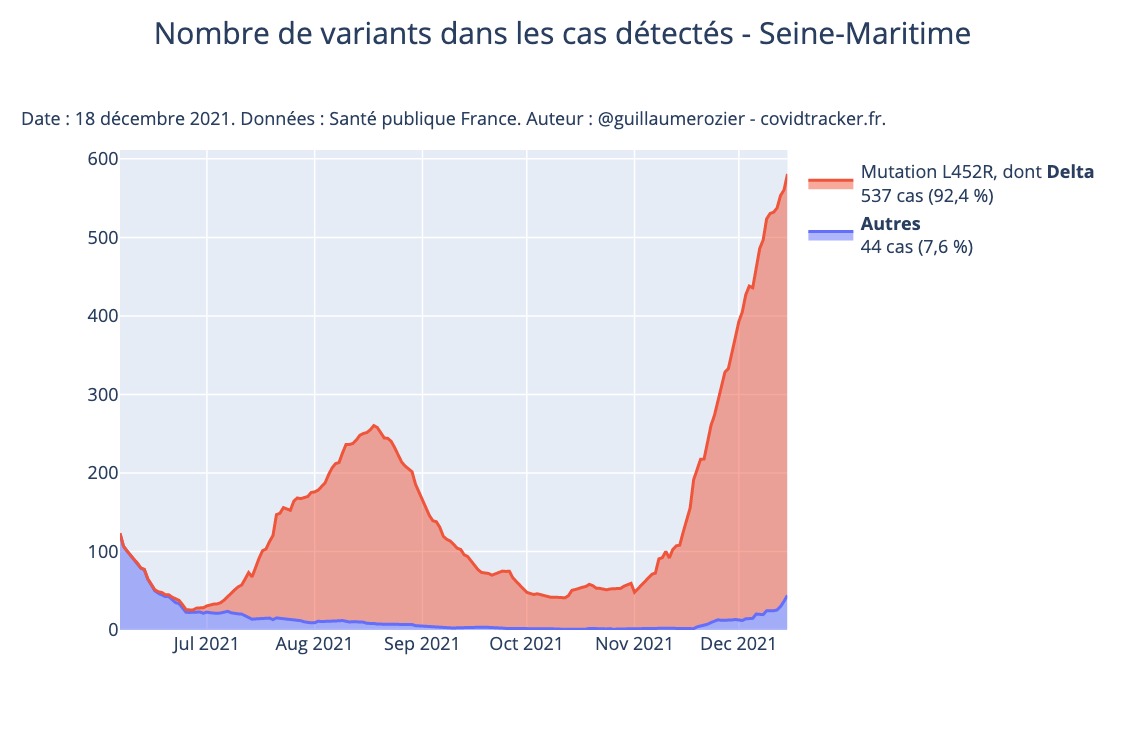 Nombre de variants dans les cas détectés - Seine-Maritime
Date : 18 décembre 2021. Données : Santé publique France. Auteur : @guillaumerozier - covidtracker.fr.
600
500
400
300
200
100
0
Jul 2021
Aug 2021
Sep 2021
Oct 2021
Nov 2021
Dec 2021
Mutation L452R, dont Delta
537 cas (92,4 %)
Autres
44 cas (7,6 %)